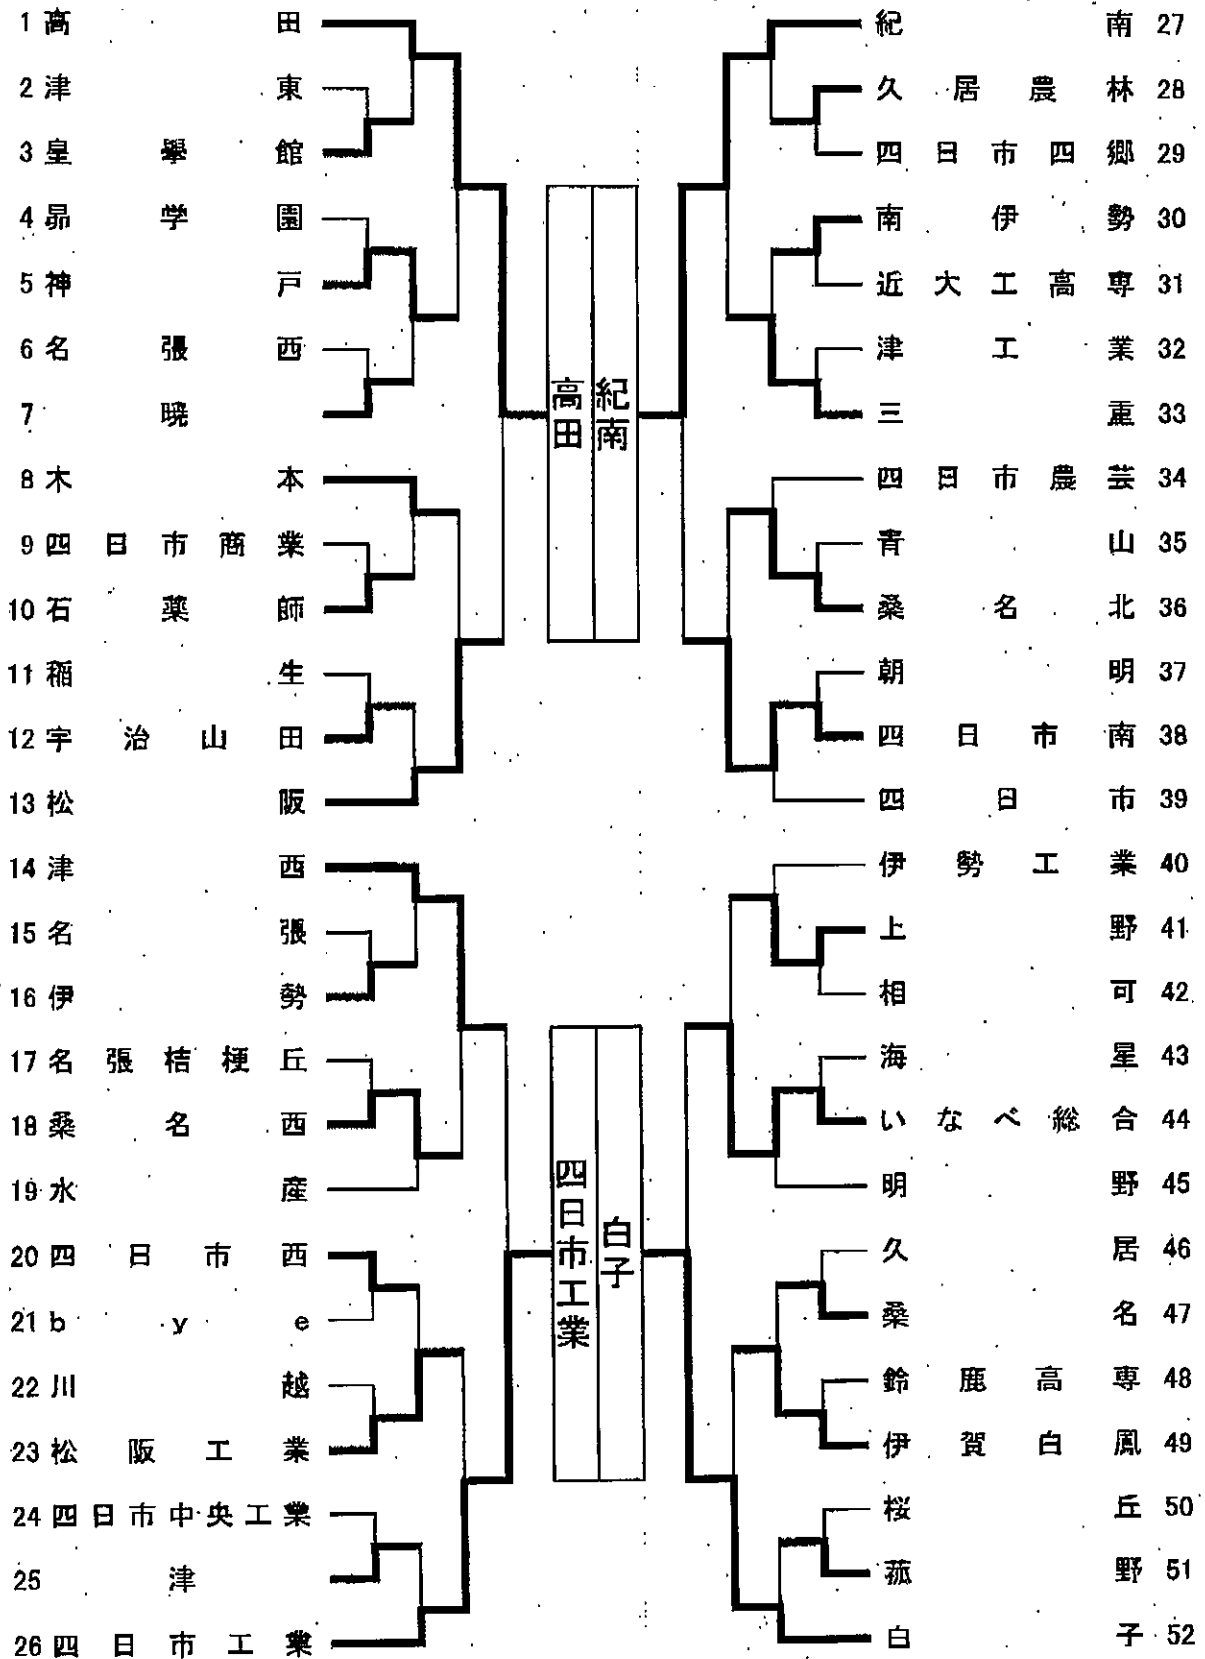 1 高田
2 津東
3 皇學館
4 昴学園
5 神戸
6 名張西
7 暁
8 木本
9 四日市商業
10 石薬師
11 稲生
12 宇治山田
13 松阪
14 津西
15 名張
16 伊勢
17 名張桔梗丘
18 桑名西
19 水産
20 四日市西
21 bye
22 川越
23 松阪工業
24 四日市中央工業
25 津
26 四日市工業
高田
紀南
四日市工業
白子
紀南 27
久居農林 28
四日市四郷 29
南伊勢 30
近大工高専 31
津工業 32
三重 33
四日市農芸 34
青山 35
桑名北 36
朝明 37
四日市南 38
四日市 39
伊勢工業 40
上野 41
相可 42
海星 43
いなべ総合 44
明野 45
久居 46
桑名 47
鈴鹿高専 48
伊賀白鳳 49
桜丘 50
菰野 51
白子 52